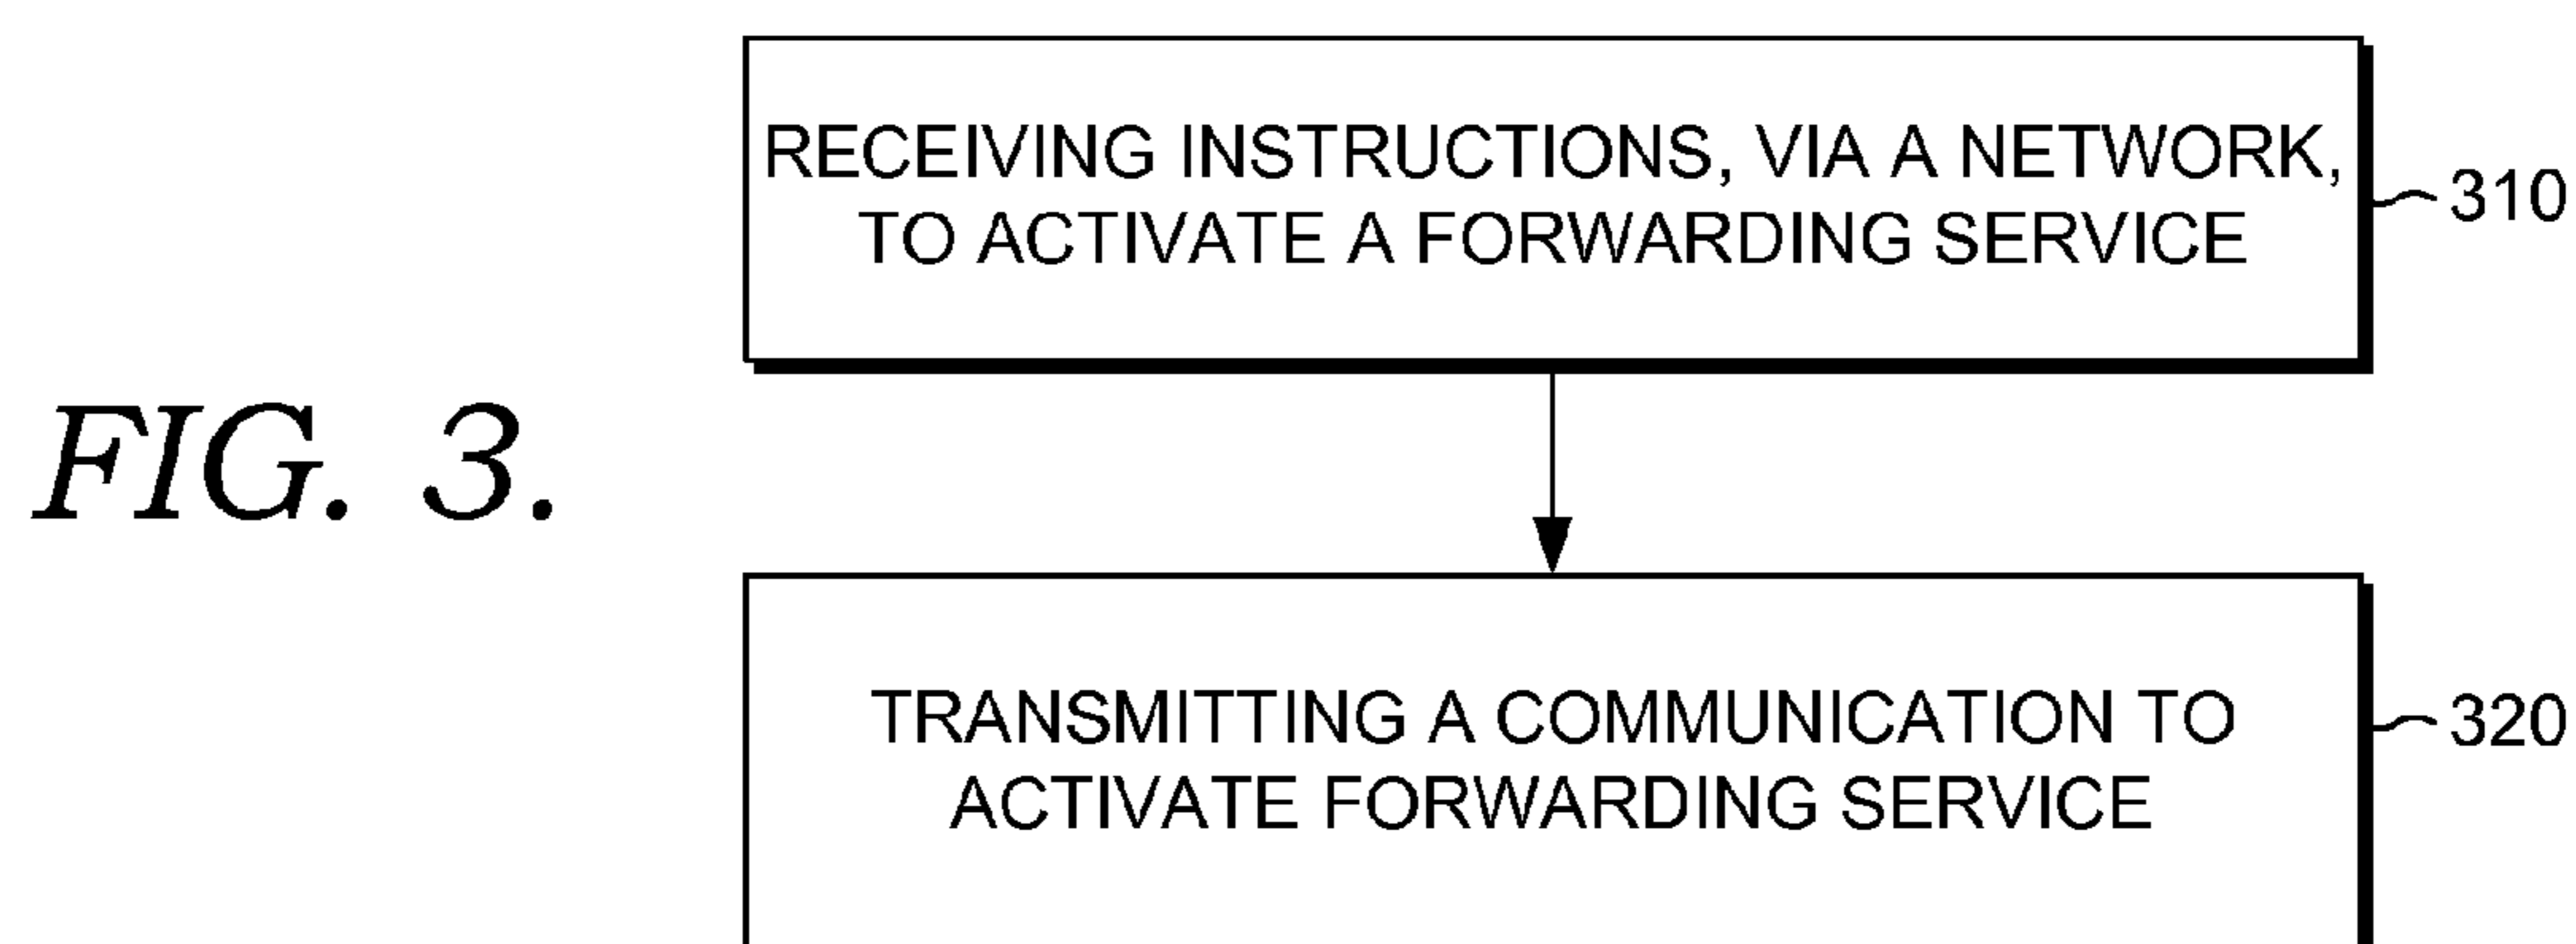 RECEIVING INSTRUCTIONS, VIA A NETWORK,
TO ACTIVATE A FORWARDING SERVICE
310
FIG. 3.
TRANSMITTING A COMMUNICATION TO
ACTIVATE FORWARDING SERVICE
320